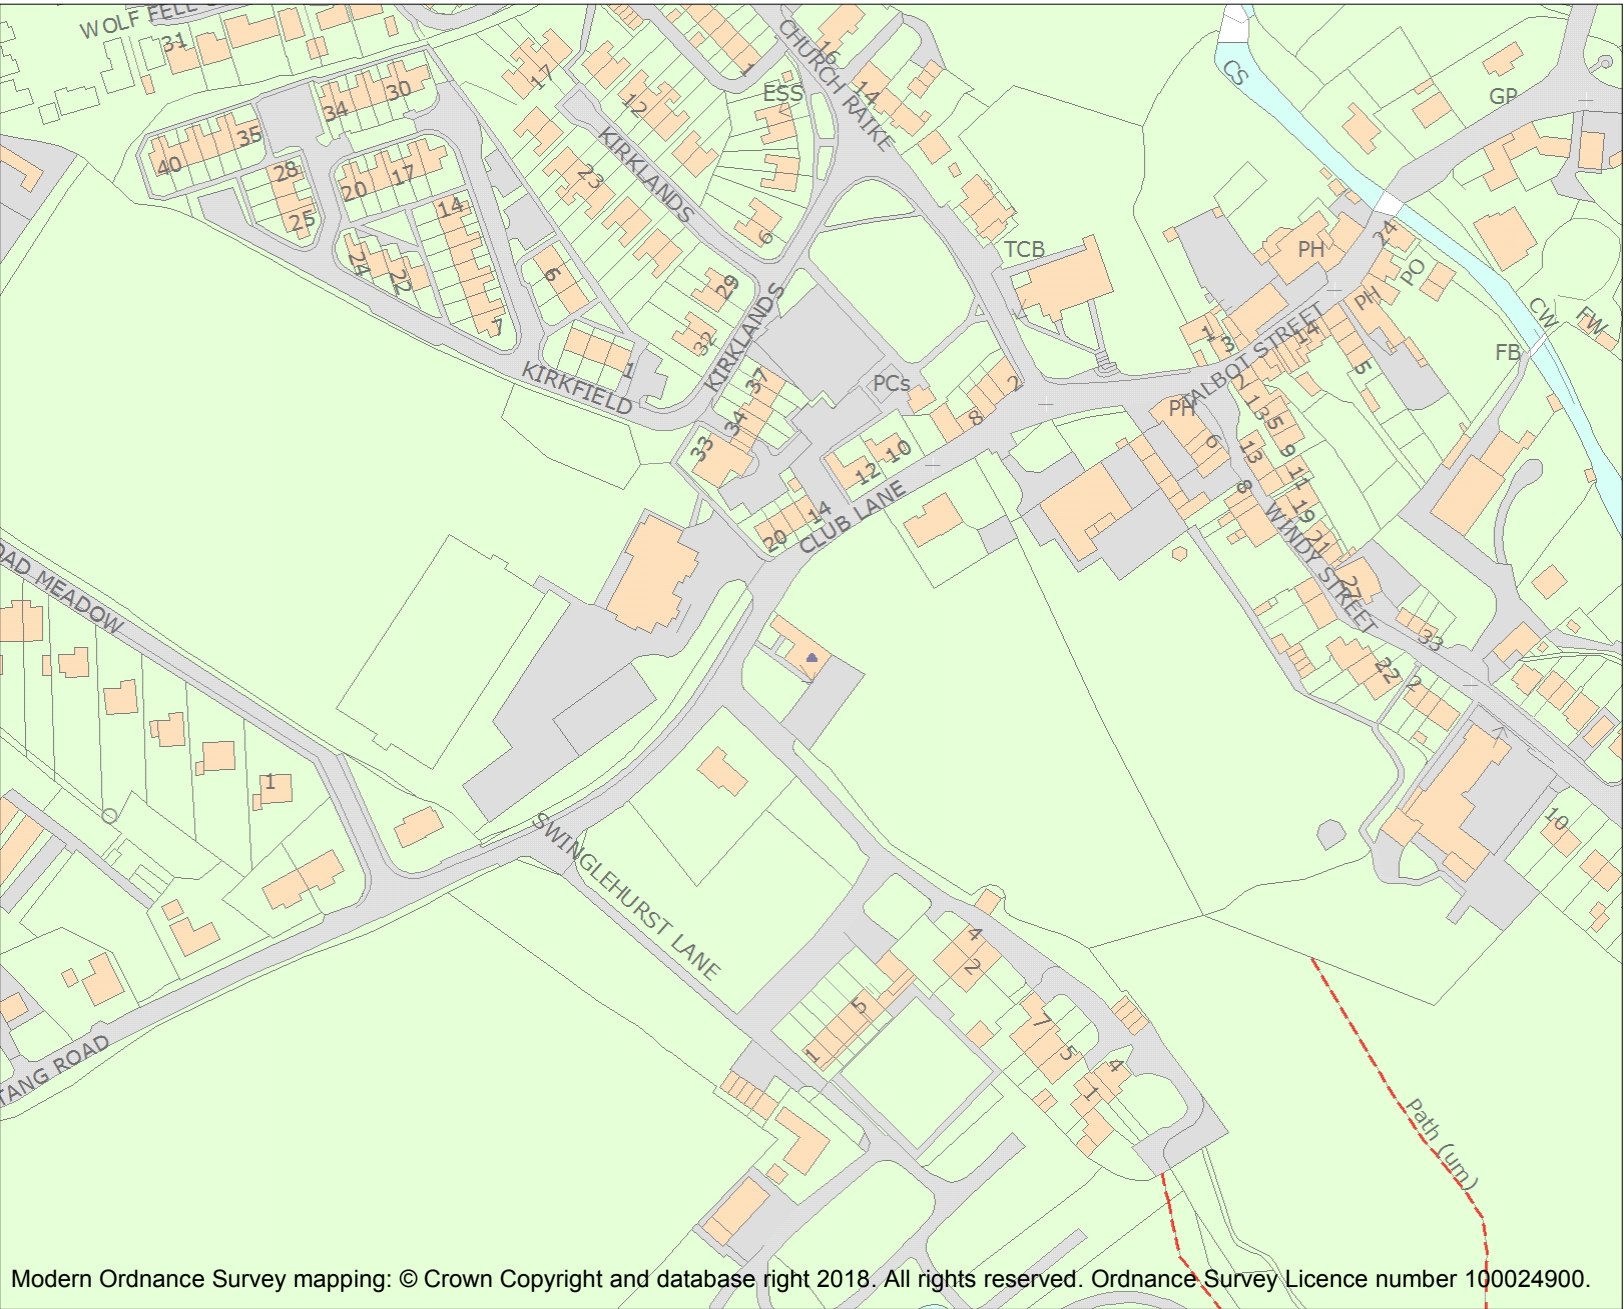 WOLF FELL
31
17
12
1
CHURCH RAIKE
16
14
ESS
CS
GP
34
30
35
40
28
25
20
17
14
24
22
7
6
1
KIRKLANDS
23
6
29
32
KIRKLANDS
KIRKFIELD
37
34
33
PCs
TCB
2
8
10
12
14
20
CLUB LANE
PH
24
PO
PH
CW
FW
FB
1
3
14
5
TALBOT STREET
2
PH
6
1
3
5
9
13
11
8
19
21
27
WINDY STREET
33
22
2
10
OAD MEADOW
1
SWINGLEHURST LANE
TANG ROAD
4
2
5
1
7
5
4
1
Path (um)
Modern Ordnance Survey mapping: © Crown Copyright and database right 2018. All rights reserved. Ordnance Survey Licence number 100024900.